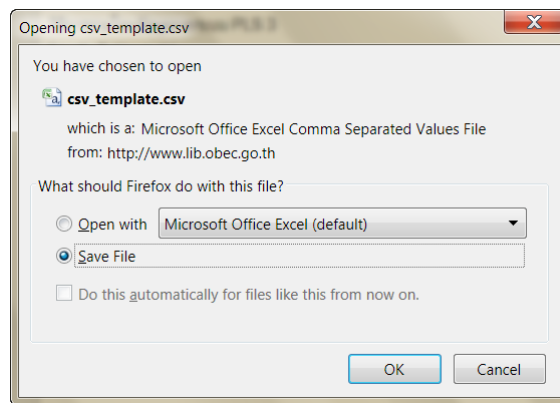 Opening csv_template.csv
You have chosen to open
csv_template.csv
which is a: Microsoft Office Excel Comma Separated Values File
from: http://www.lib.obec.go.th
What should Firefox do with this file?
Open with Microsoft Office Excel (default)
Save File
Do this automatically for files like this from now on.
OK Cancel